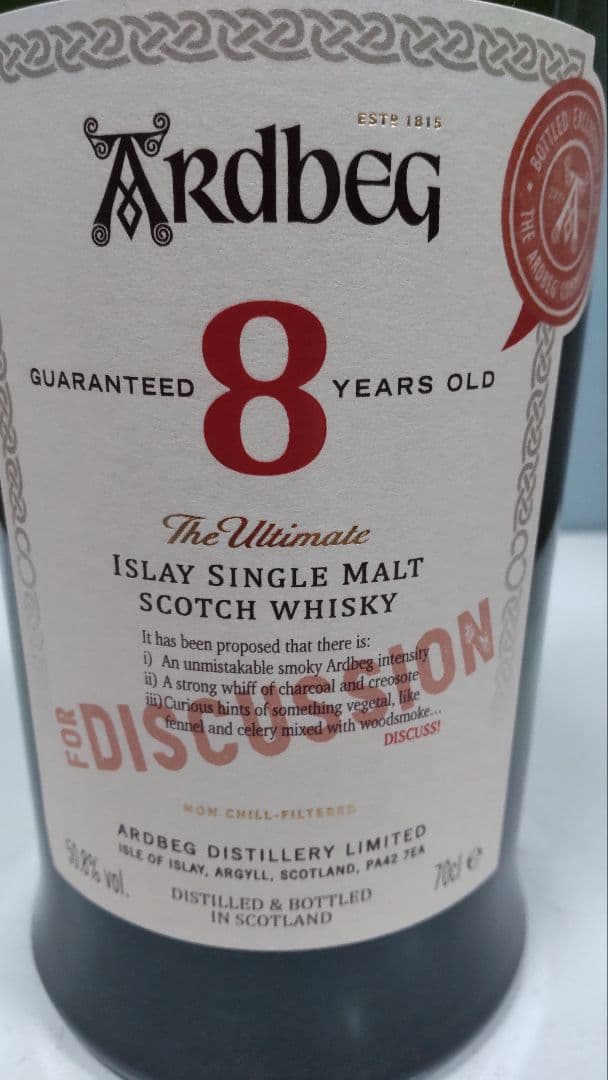 ESTD 1815
ARDBEG
BOTTLED
THE ARDBEG
GUARANTEED 8 YEARS OLD
The Ultimate
ISLAY SINGLE MALT
SCOTCH WHISKY
It has been proposed that there is:
i) An unmistakable smoky Ardbeg intensity
ii) A strong whiff of charcoal and creosote
iii) Curious hints of something vegetal, like
fennel and celery mixed with woodsmoke...
DISCUSS!
FOR DISCUSSION
NON CHILL-FILTERED
ARDBEG DISTILLERY LIMITED
ISLE OF ISLAY, ARGYLL, SCOTLAND, PA42 7EA
50.8% vol.
70cl e
DISTILLED & BOTTLED
IN SCOTLAND